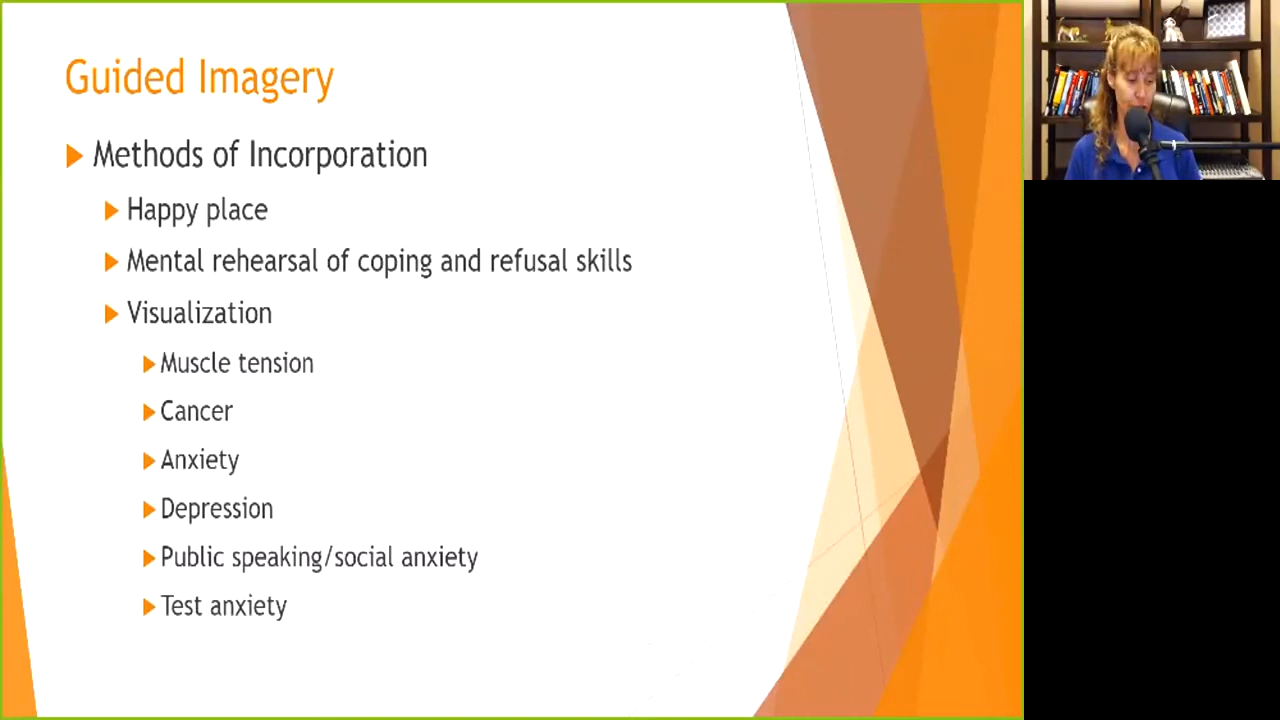 Guided Imagery
Methods of Incorporation
Happy place
Mental rehearsal of coping and refusal skills
Visualization
Muscle tension
Cancer
Anxiety
Depression
Public speaking/social anxiety
Test anxiety